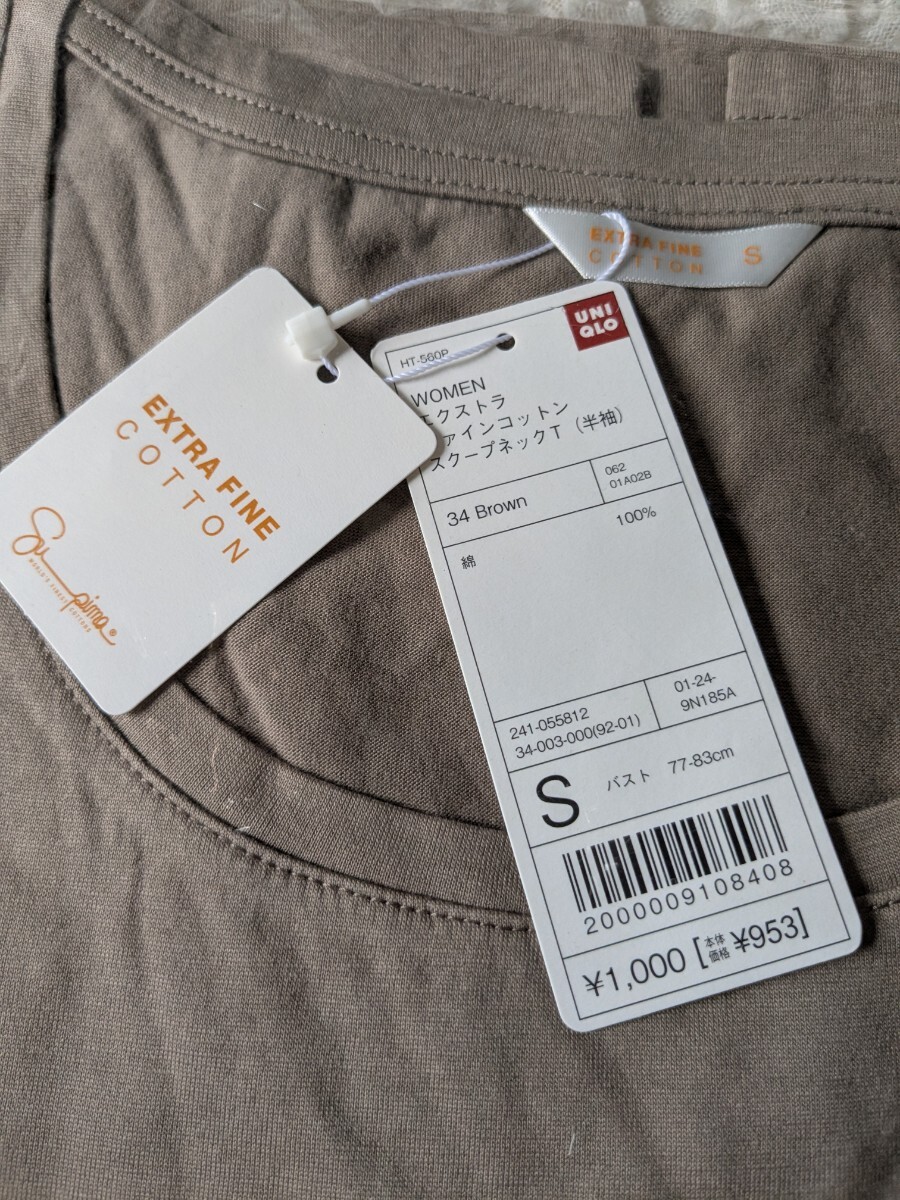 EXTRA FINE
COTTON S
EXTRA FINE
COTTON
Supima®
UNI
QLO
HT-560P
WOMEN
エクストラ
ァインコットン
スクープネックT (半袖)
34 Brown
062
01A02B
綿 100%
241-055812
34-003-000(92-01)
01-24-
9N185A
S バスト 77-83cm
2000009108408
¥1,000 [本体価格 ¥953]